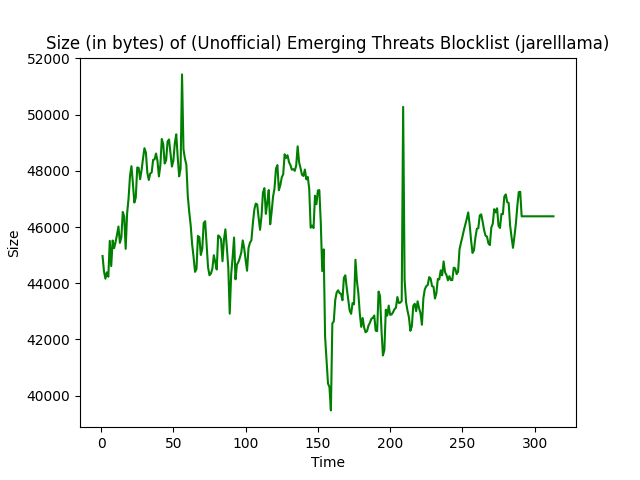 Size (in bytes) of (Unofficial) Emerging Threats Blocklist (jarelllama)
52000
50000
48000
46000
44000
42000
40000
Size
0 50 100 150 200 250 300
Time